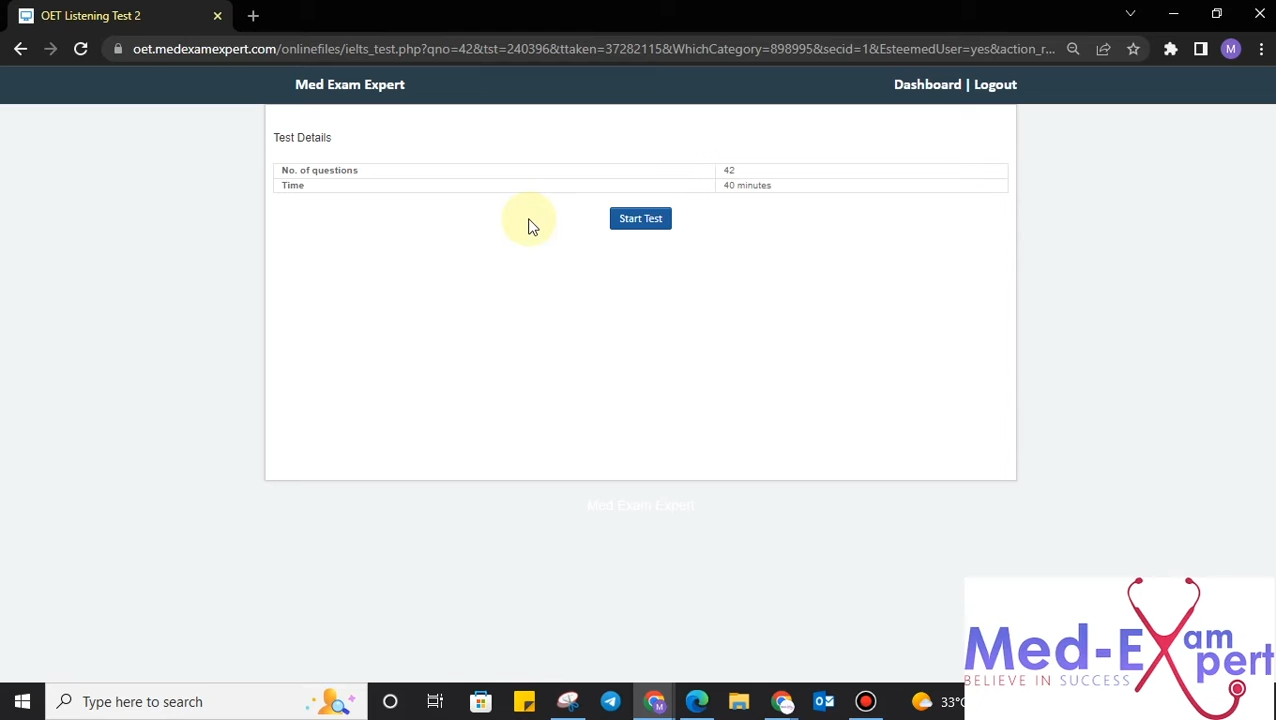 OET Listening Test 2
oet.medexamexpert.com/onlinefiles/ielts_test.php?qno=42&tst=240396&tttaken=37282115&WhichCategory=898995&secid=1&EsteemedUser=yes&action_r...
M
Med Exam Expert
Dashboard | Logout
Test Details
No. of questions 42
Time 40 minutes
Start Test
Med Exam Expert
Med-Exam Expert
BELIEVE IN SUCCESS
Type here to search
33°C